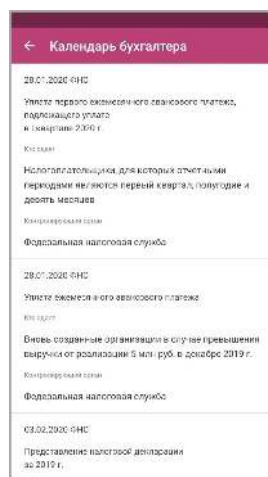 ← Календарь бухгалтера
28.01.2020 ФНС
Уплата первого ежемесячного авансового платежа,
подлежащего уплате
в I квартале 2020 г.
Кто сдает
Налогоплательщики, для которых отчетными
периодами являются первый квартал, полугодие и
девять месяцев
Контролирующий орган
Федеральная налоговая служба
28.01.2020 ФНС
Уплата ежемесячного авансового платежа
Кто сдает
Вновь созданные организации в случае превышения
выручки от реализации 5 млн руб. в декабре 2019 г.
Контролирующий орган
Федеральная налоговая служба
03.02.2020 ФНС
Представление налоговой декларации
за 2019 г.